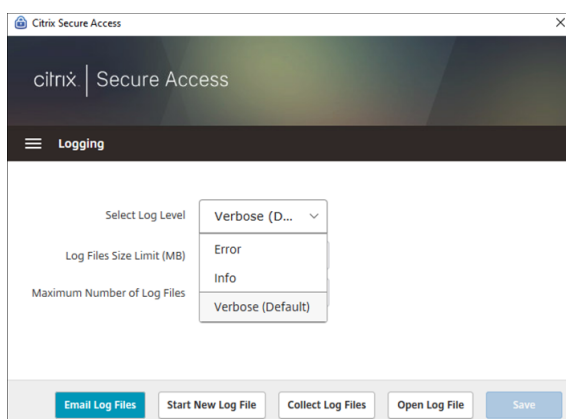 Citrix Secure Access
citrix. | Secure Access
Logging
Select Log Level
Verbose (D...
Error
Log Files Size Limit (MB)
Info
Maximum Number of Log Files
Verbose (Default)
Email Log Files
Start New Log File
Collect Log Files
Open Log File
Save